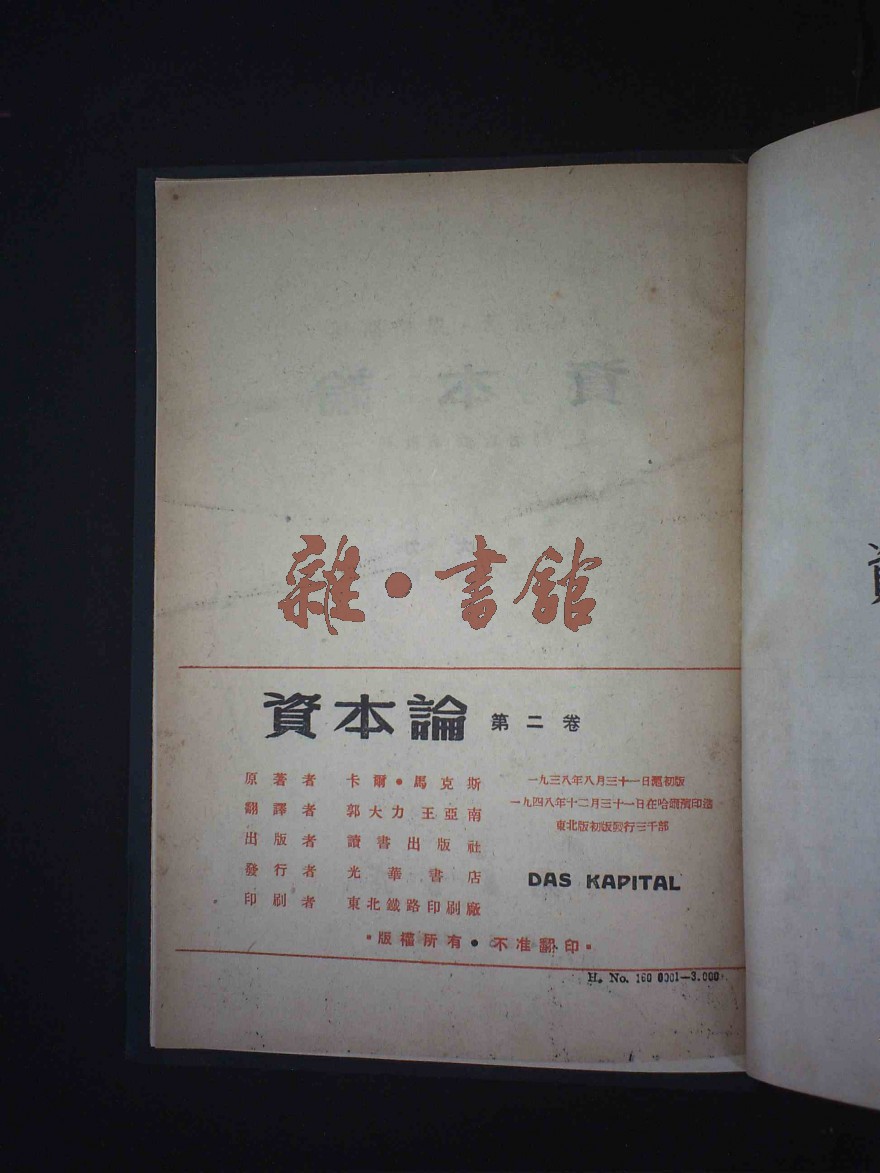 雜・書舘
資本論 第二卷
原著者 卡爾・馬克斯
翻譯者 郭大力 王亞南
出版者 讀書出版社
發行者 光華書店
印刷者 東北鐵路印刷廠
一九三八年八月三十一日滬初版
一九四八年十二月三十一日在哈爾濱印造
東北版初版發行三千部
DAS KAPITAL
・版權所有・不准翻印・
H. No. 160 0001—3.000